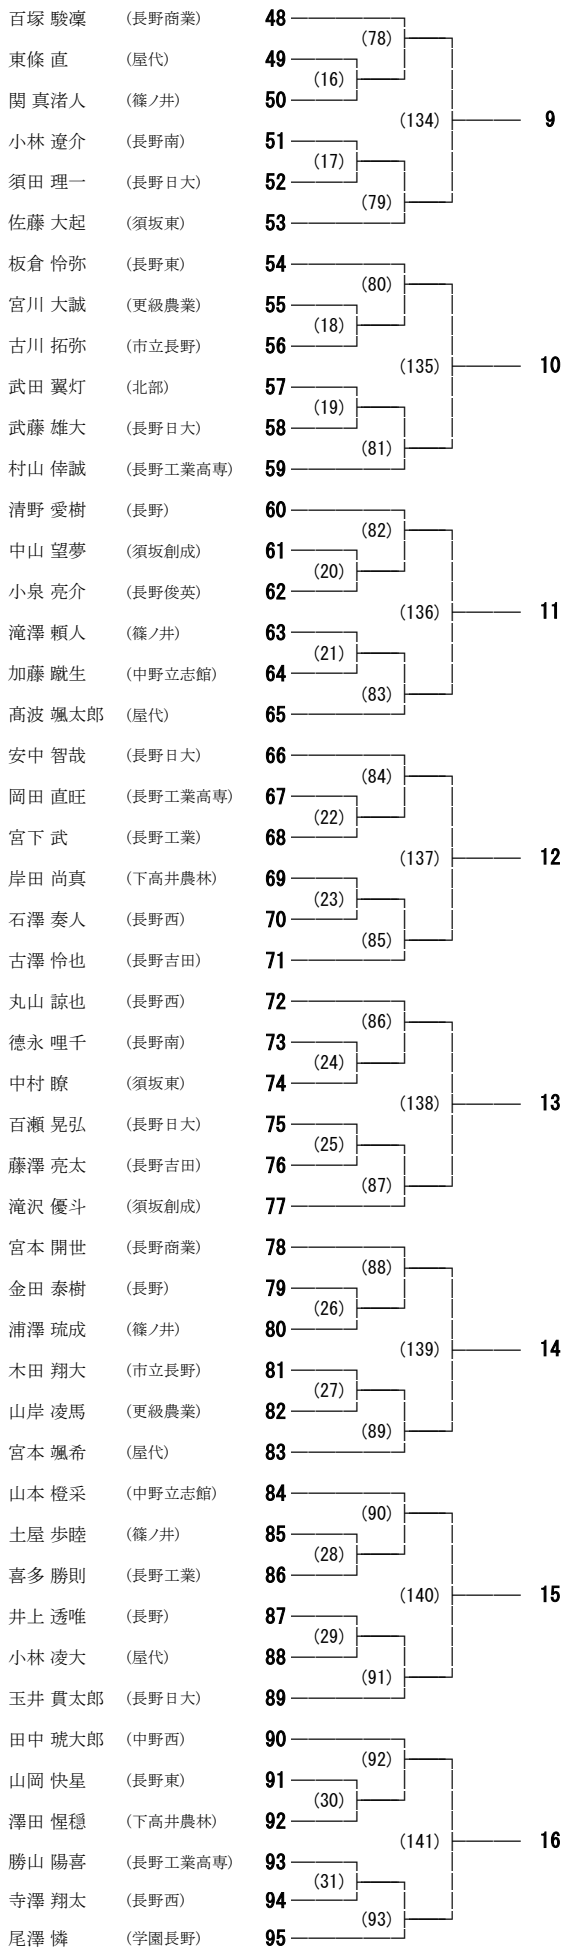 百塚 駿凜 (長野商業) 48
(78)
東條 直 (屋代) 49
(16)
関 真渚人 (篠ノ井) 50
(134) 9
小林 遼介 (長野南) 51
(17)
須田 理一 (長野日大) 52
(79)
佐藤 大起 (須坂東) 53
板倉 怜弥 (長野東) 54
(80)
宮川 大誠 (更級農業) 55
(18)
古川 拓弥 (市立長野) 56
(135) 10
武田 翼灯 (北部) 57
(19)
武藤 雄大 (長野日大) 58
(81)
村山 倖誠 (長野工業高専) 59
清野 愛樹 (長野) 60
(82)
中山 望夢 (須坂創成) 61
(20)
小泉 亮介 (長野俊英) 62
(136) 11
滝澤 頼人 (篠ノ井) 63
(21)
加藤 蹴生 (中野立志館) 64
(83)
髙波 颯太郎 (屋代) 65
安中 智哉 (長野日大) 66
(84)
岡田 直旺 (長野工業高専) 67
(22)
宮下 武 (長野工業) 68
(137) 12
岸田 尚真 (下高井農林) 69
(23)
石澤 奏人 (長野西) 70
(85)
古澤 怜也 (長野吉田) 71
丸山 諒也 (長野西) 72
(86)
德永 哩千 (長野南) 73
(24)
中村 瞭 (須坂東) 74
(138) 13
百瀬 晃弘 (長野日大) 75
(25)
藤澤 亮太 (長野吉田) 76
(87)
滝沢 優斗 (須坂創成) 77
宮本 開世 (長野商業) 78
(88)
金田 泰樹 (長野) 79
(26)
浦澤 琉成 (篠ノ井) 80
(139) 14
木田 翔大 (市立長野) 81
(27)
山岸 凌馬 (更級農業) 82
(89)
宮本 颯希 (屋代) 83
山本 橙采 (中野立志館) 84
(90)
土屋 歩睦 (篠ノ井) 85
(28)
喜多 勝則 (長野工業) 86
(140) 15
井上 透唯 (長野) 87
(29)
小林 凌大 (屋代) 88
(91)
玉井 貫太郎 (長野日大) 89
田中 琥大郎 (中野西) 90
(92)
山岡 快星 (長野東) 91
(30)
澤田 惺穏 (下高井農林) 92
(141) 16
勝山 陽喜 (長野工業高専) 93
(31)
寺澤 翔太 (長野西) 94
(93)
尾澤 憐 (学園長野) 95